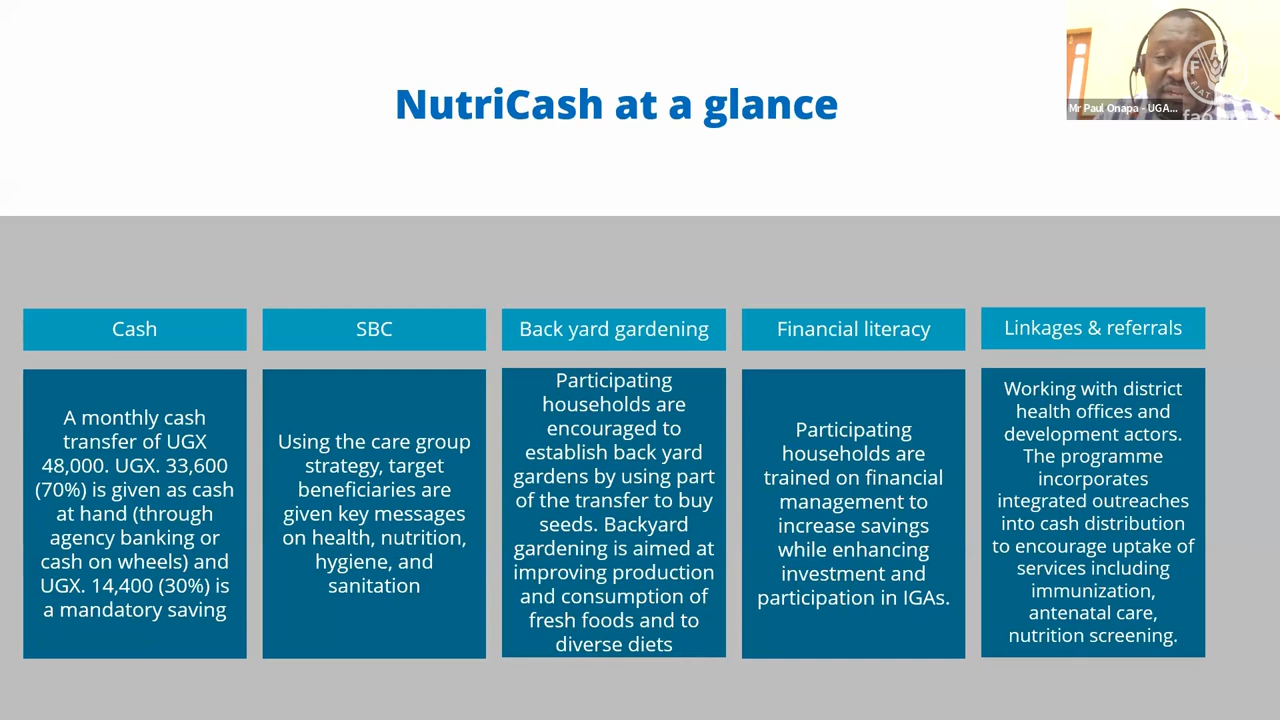 NutriCash at a glance
Mr Paul Onapa - UGA...
FAO
FIAT
Cash
A monthly cash
transfer of UGX
48,000. UGX. 33,600
(70%) is given as cash
at hand (through
agency banking or
cash on wheels) and
UGX. 14,400 (30%) is
a mandatory saving
SBC
Using the care group
strategy, target
beneficiaries are
given key messages
on health, nutrition,
hygiene, and
sanitation
Back yard gardening
Participating
households are
encouraged to
establish back yard
gardens by using part
of the transfer to buy
seeds. Backyard
gardening is aimed at
improving production
and consumption of
fresh foods and to
diverse diets
Financial literacy
Participating
households are
trained on financial
management to
increase savings
while enhancing
investment and
participation in IGAs.
Linkages & referrals
Working with district
health offices and
development actors.
The programme
incorporates
integrated outreaches
into cash distribution
to encourage uptake of
services including
immunization,
antenatal care,
nutrition screening.